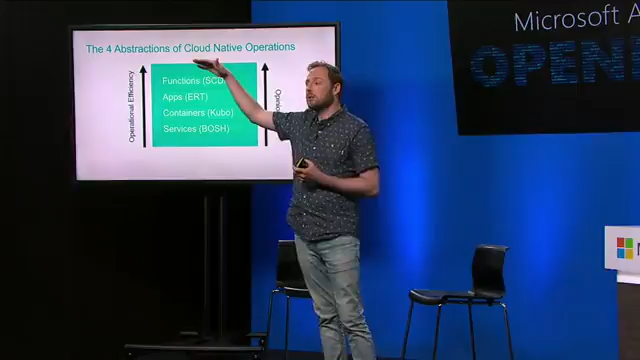 The 4 Abstractions of Cloud Native Operations
Operational Efficiency
Functions (SCD
Apps (ERT)
Containers (Kubo)
Services (BOSH)
Microsoft A
OPEN